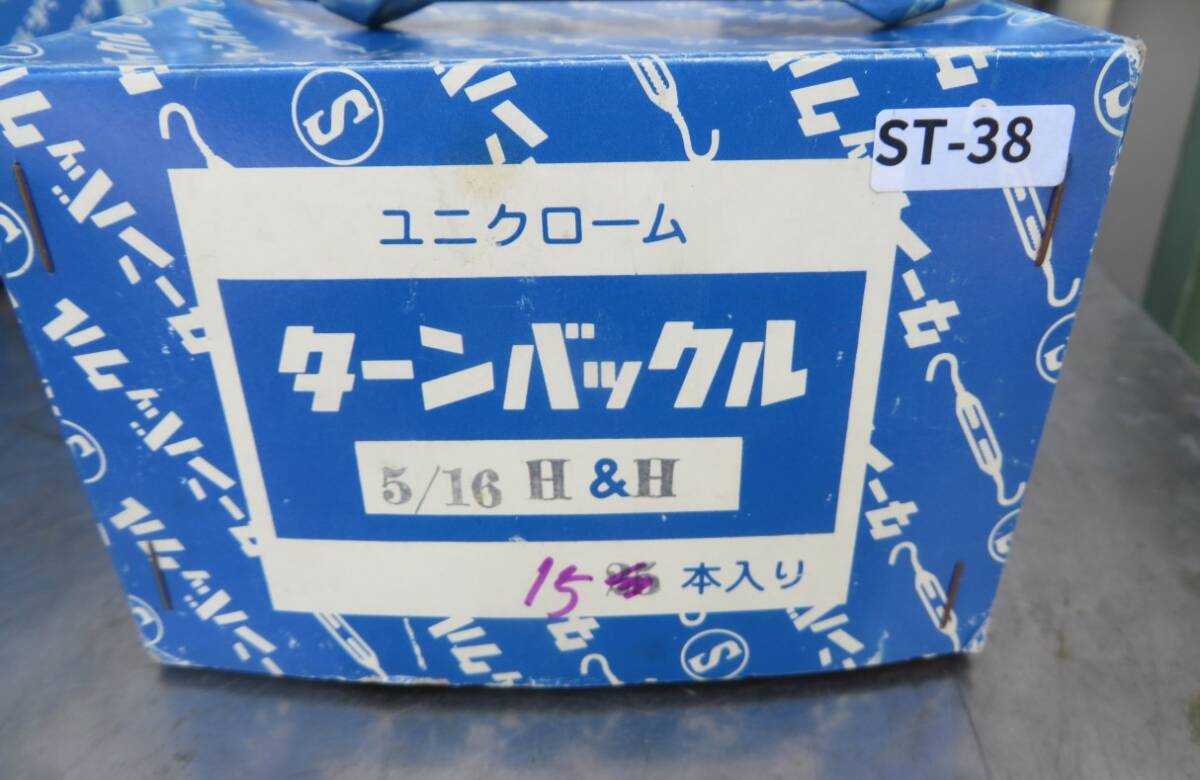 ST-38
ユニクローム
ターンバックル
5/16 H & H
15 25 本入り
S
S